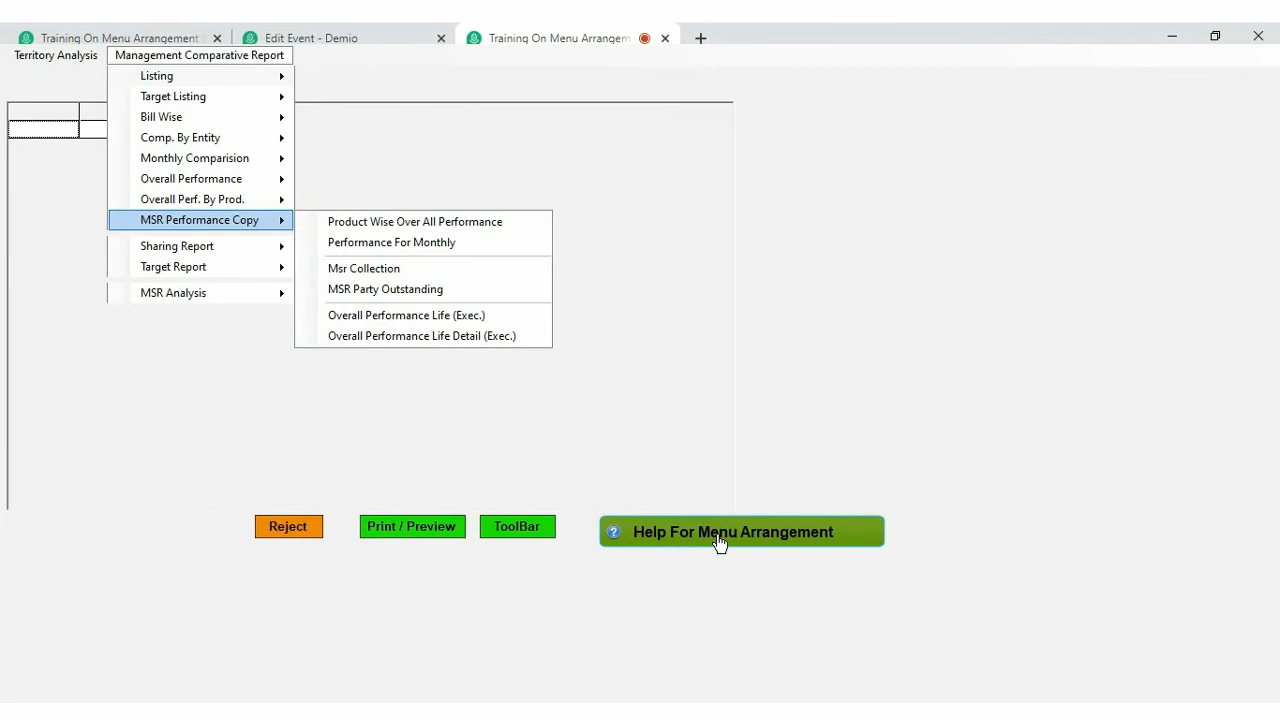 Training On Menu Arrangement
Edit Event - Demio
Training On Menu Arrangem
Territory Analysis
Management Comparative Report
Listing
Target Listing
Bill Wise
Comp. By Entity
Monthly Comparision
Overall Performance
Overall Perf. By Prod.
MSR Performance Copy
Sharing Report
Target Report
MSR Analysis
Product Wise Over All Performance
Performance For Monthly
Msr Collection
MSR Party Outstanding
Overall Performance Life (Exec.)
Overall Performance Life Detail (Exec.)
Reject
Print / Preview
ToolBar
Help For Menu Arrangement